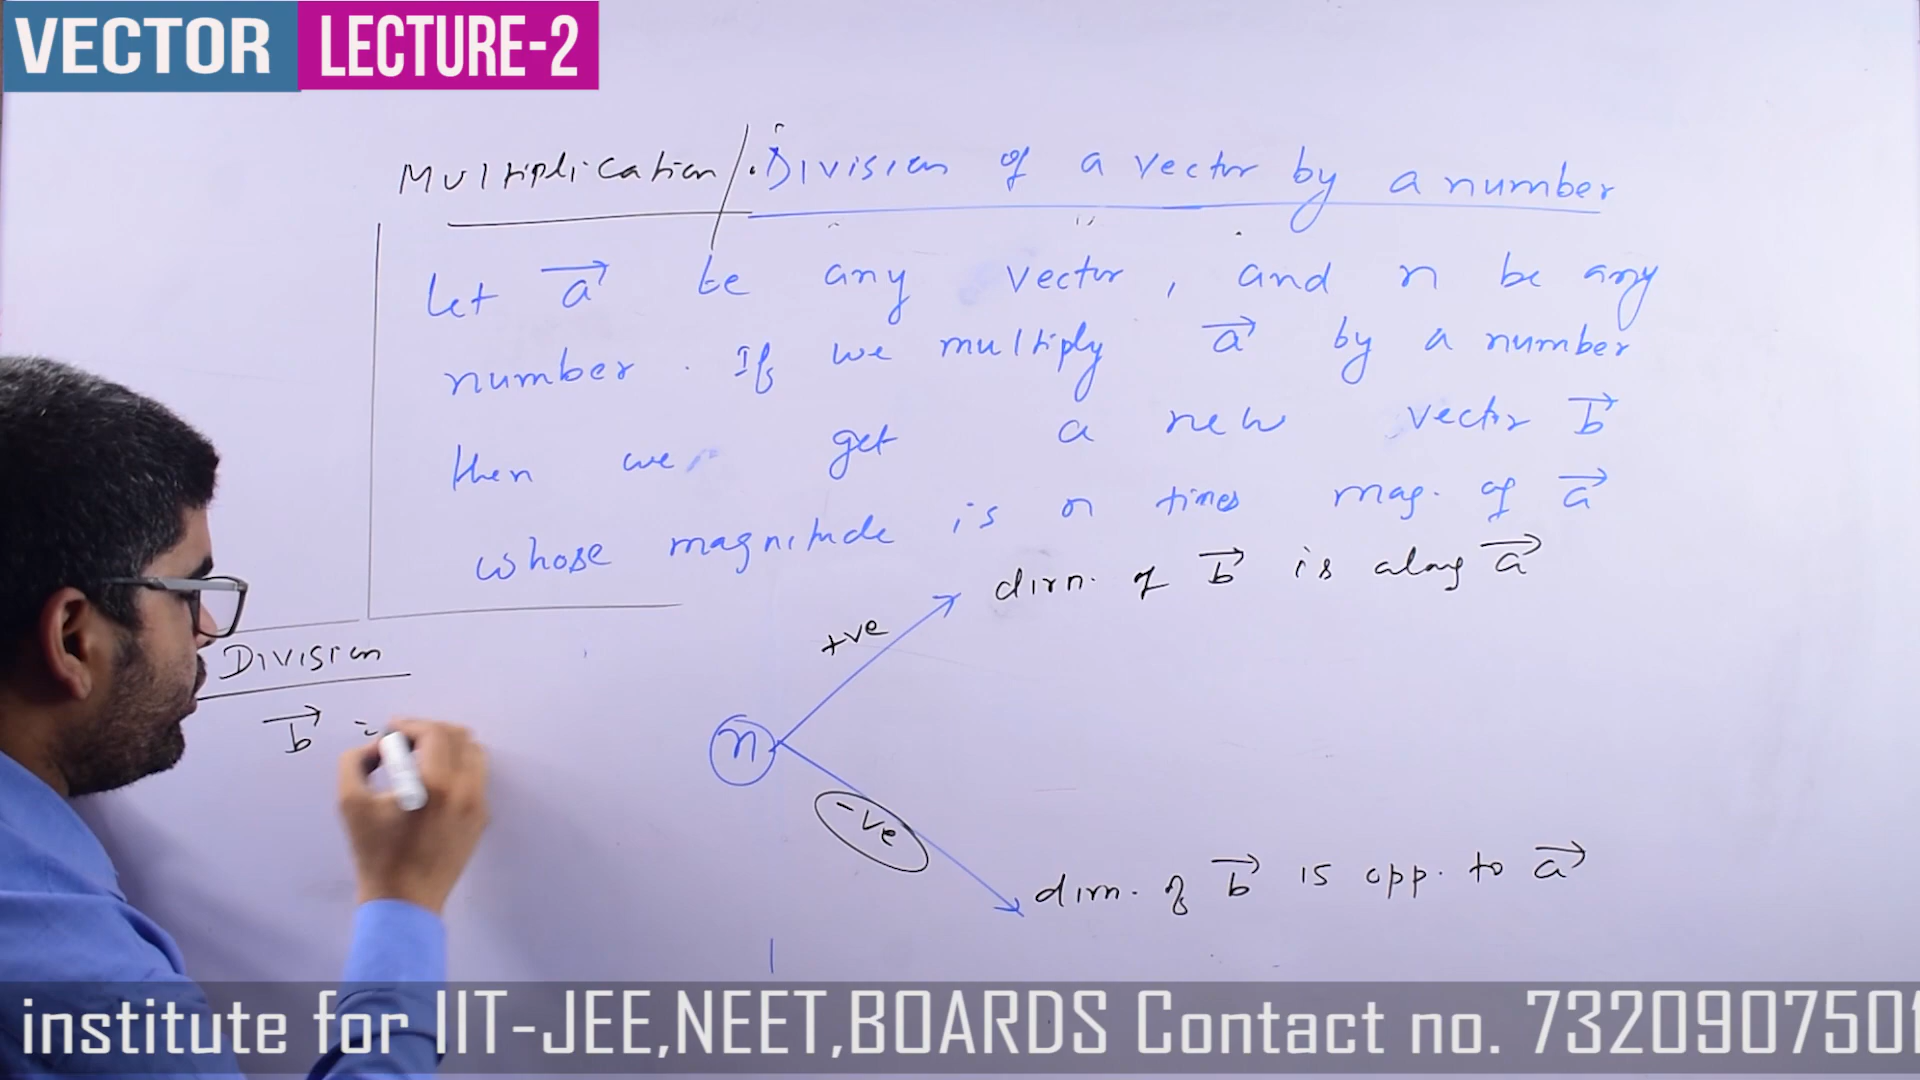 VECTOR LECTURE-2
Multiplication / Division of a vector by a number
Let a⃗ be any vector, and n be any
number. If we multiply a⃗ by a number
then we get a new vector b⃗
whose magnitude is n times mag. of a⃗
dirn. of b⃗ is along a⃗
+ve
Division
b⃗ =
n
-ve
dirn. of b⃗ is opp. to a⃗
institute for IIT-JEE,NEET,BOARDS Contact no. 7320907501